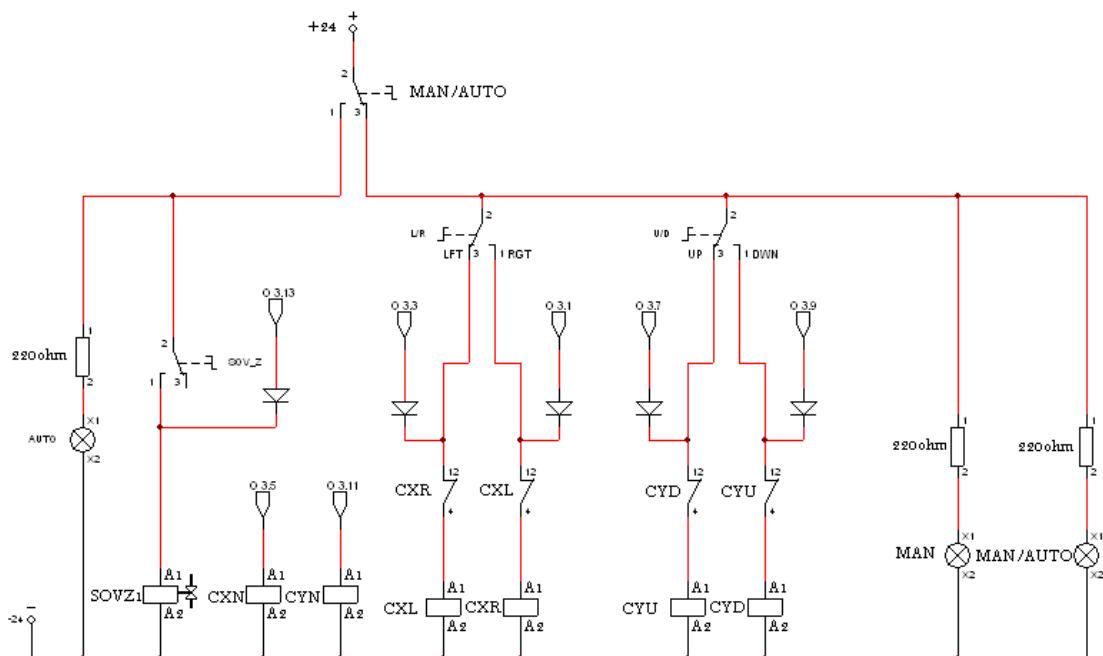 +
+24
2
MAN/AUTO
1 3
2
L/R
LFT 3 1 RGT
2
U/D
UP 3 1 DWN
O 3.13
O 3.3
O 3.1
O 3.7
O 3.9
1
220ohm
2
2
SOV_Z
1 3
X1
AUTO
X2
12
CXR
4
12
CXL
4
12
CYD
4
12
CYU
4
1
220ohm
2
1
220ohm
2
O 3.5
O 3.11
X1
MAN
X2
X1
MAN/AUTO
X2
A1
SOVZ1
A2
A1
CXN
A2
A1
CYN
A2
A1
CXL
A2
A1
CXR
A2
A1
CYU
A2
A1
CYD
A2
-24